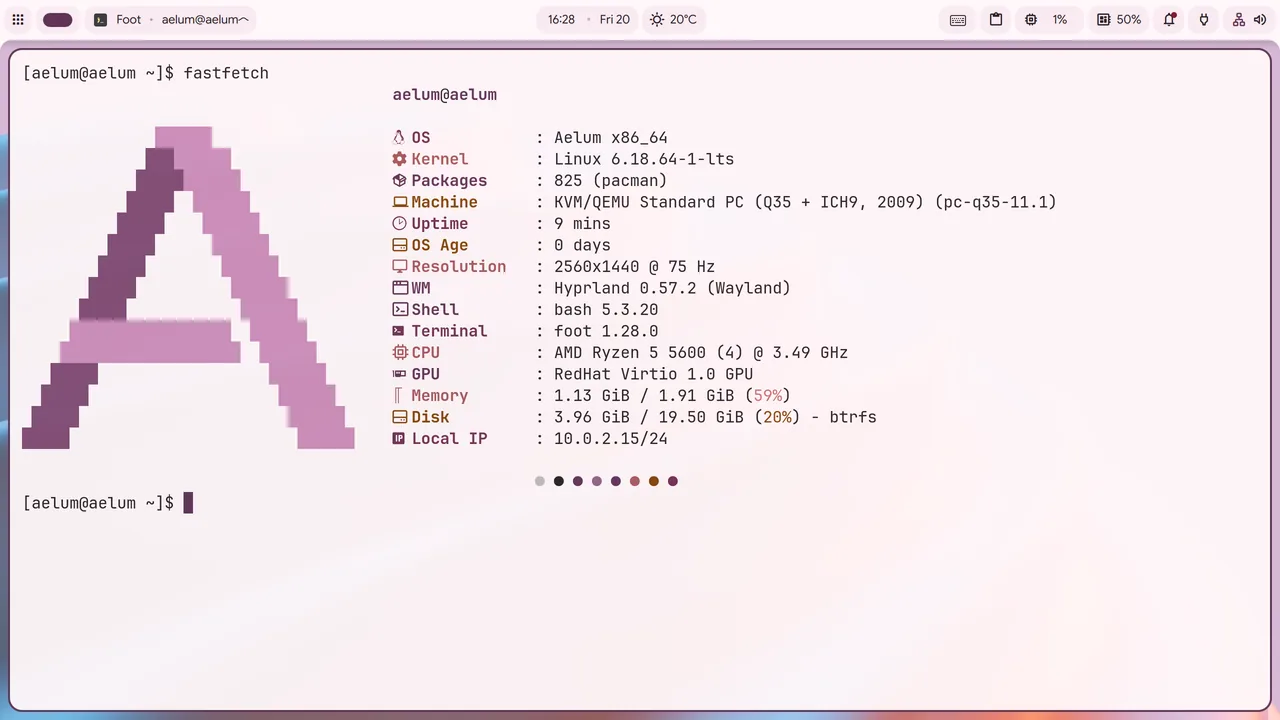 Foot • aelum@aelum~
16:28 • Fri 20
20°C
1%
50%
[aelum@aelum ~]$ fastfetch
aelum@aelum
OS : Aelum x86_64
Kernel : Linux 6.18.64-1-lts
Packages : 825 (pacman)
Machine : KVM/QEMU Standard PC (Q35 + ICH9, 2009) (pc-q35-11.1)
Uptime : 9 mins
OS Age : 0 days
Resolution : 2560x1440 @ 75 Hz
WM : Hyprland 0.57.2 (Wayland)
Shell : bash 5.3.20
Terminal : foot 1.28.0
CPU : AMD Ryzen 5 5600 (4) @ 3.49 GHz
GPU : RedHat Virtio 1.0 GPU
Memory : 1.13 GiB / 1.91 GiB (59%)
Disk : 3.96 GiB / 19.50 GiB (20%) - btrfs
Local IP : 10.0.2.15/24
[aelum@aelum ~]$